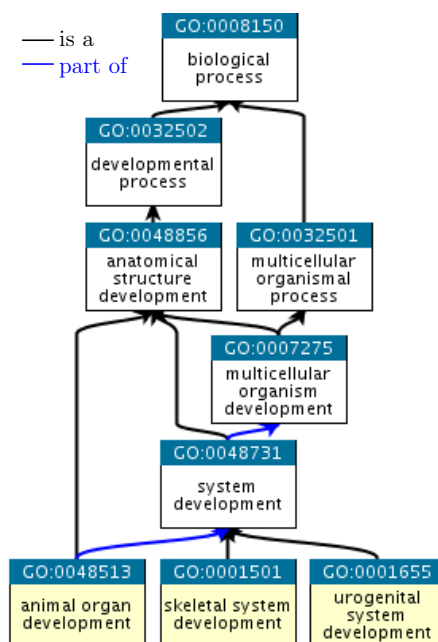 GO:0008150
biological
process
is a
part of
GO:0032502
developmental
process
GO:0048856
anatomical
structure
development
GO:0032501
multicellular
organismal
process
GO:0007275
multicellular
organism
development
GO:0048731
system
development
GO:0048513
animal organ
development
GO:0001501
skeletal system
development
GO:0001655
urogenital
system
development